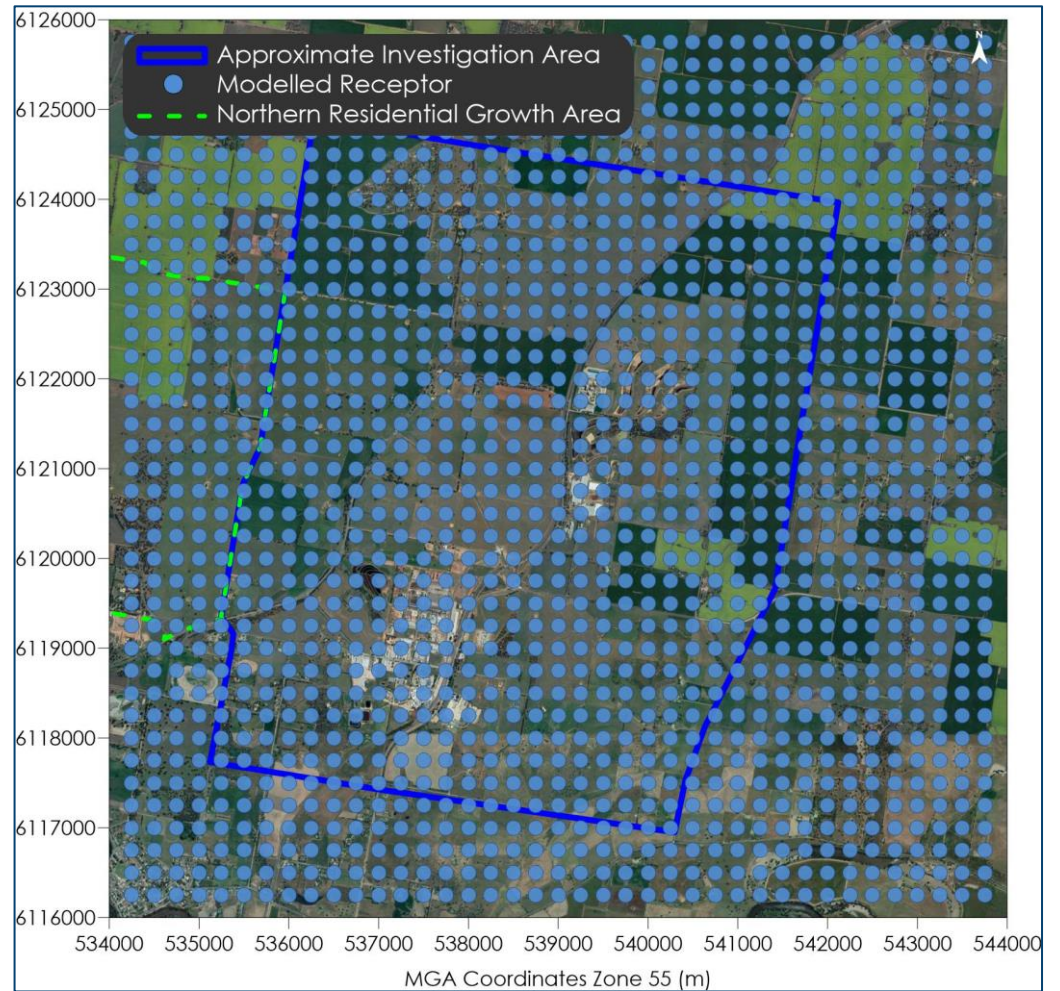 6126000
Approximate Investigation Area
Modelled Receptor
Northern Residential Growth Area
N
6125000
6124000
6123000
6122000
6121000
6120000
6119000
6118000
6117000
6116000
534000 535000 536000 537000 538000 539000 540000 541000 542000 543000 544000
MGA Coordinates Zone 55 (m)